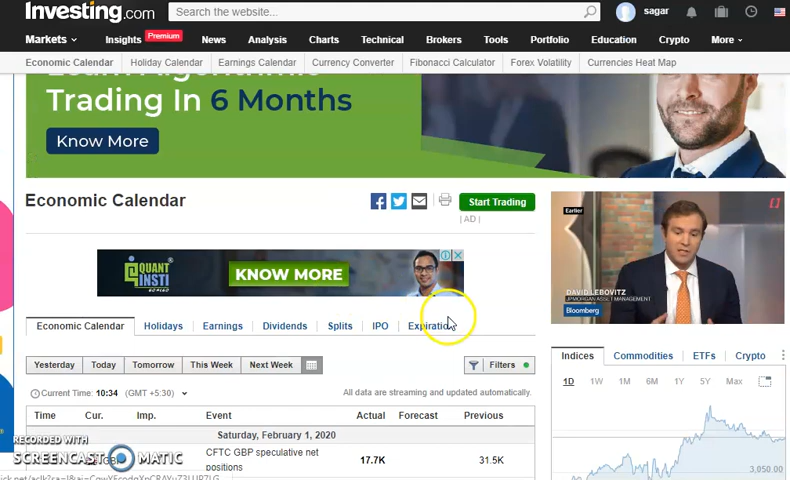 Investing.com
Search the website...
sagar
Markets
Insights
Premium
News
Analysis
Charts
Technical
Brokers
Tools
Portfolio
Education
Crypto
More
Economic Calendar
Holiday Calendar
Earnings Calendar
Currency Converter
Fibonacci Calculator
Forex Volatility
Currencies Heat Map
Trading In 6 Months
Know More
Economic Calendar
Start Trading
| AD |
QUANT
INSTI
KNOW MORE
Earlier
DAVID LEBOVITZ
JPMORGAN ASSET MANAGEMENT
Bloomberg
Economic Calendar
Holidays
Earnings
Dividends
Splits
IPO
Expiration
Yesterday
Today
Tomorrow
This Week
Next Week
Filters
Indices
Commodities
ETFs
Crypto
1D
1W
1M
6M
1Y
5Y
Max
Current Time: 10:34 (GMT +5:30)
All data are streaming and updated automatically.
Time
Cur.
Imp.
Event
Actual
Forecast
Previous
Saturday, February 1, 2020
CFTC GBP speculative net
positions
17.7K
31.5K
3,050.00
RECORDED WITH
SCREENCAST MATIC